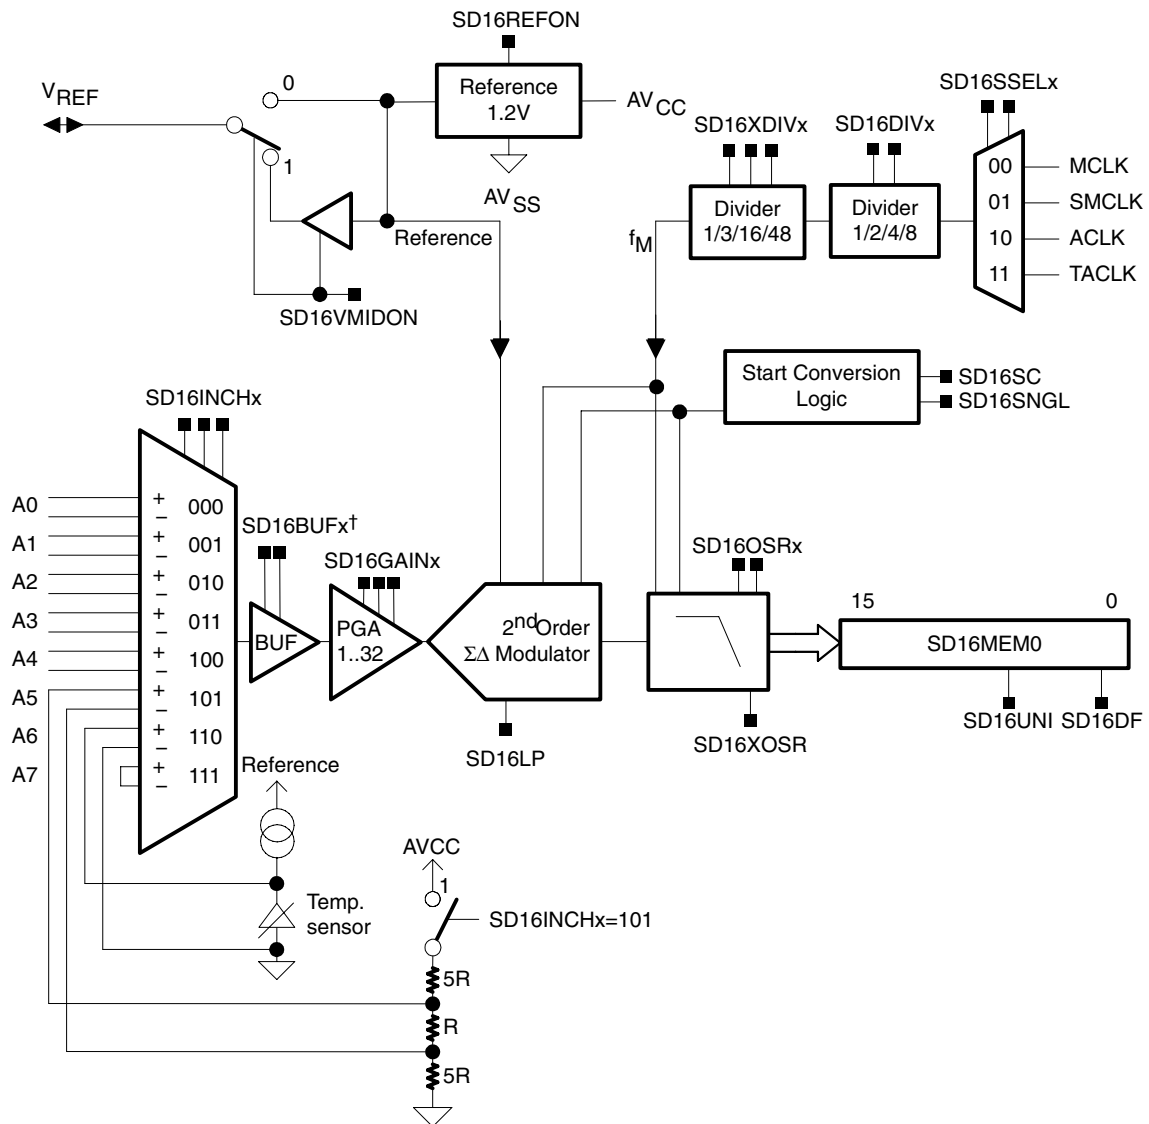 SD16REFON
VREF
0
Reference
1.2V
AVCC
SD16SSELx
SD16XDIVx
SD16DIVx
1
AVSS
00 MCLK
01 SMCLK
10 ACLK
11 TACLK
Divider
1/3/16/48
Divider
1/2/4/8
Reference
fM
SD16VMIDON
Start Conversion
Logic
SD16SC
SD16SNGL
SD16INCHx
A0 + − 000
A1 + − 001
A2 + − 010
A3 + − 011
A4 + − 100
A5 + − 101
A6 + − 110
A7 + − 111
SD16BUFx†
BUF
SD16GAINx
PGA
1..32
2nd Order
ΣΔ Modulator
SD16LP
SD16OSRx
SD16XOSR
15 0
SD16MEM0
SD16UNI SD16DF
Reference
Temp.
sensor
AVCC
1
SD16INCHx=101
5R
R
5R